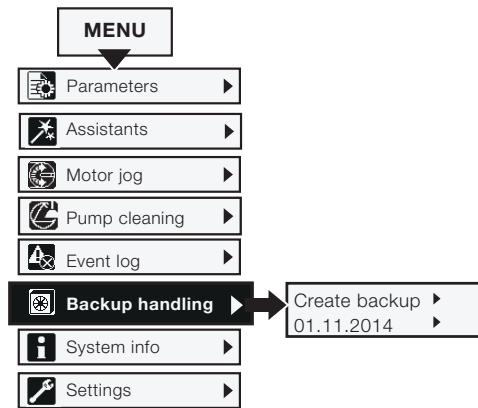 MENU
Parameters
Assistants
Motor jog
Pump cleaning
Event log
Backup handling
Create backup
01.11.2014
System info
Settings